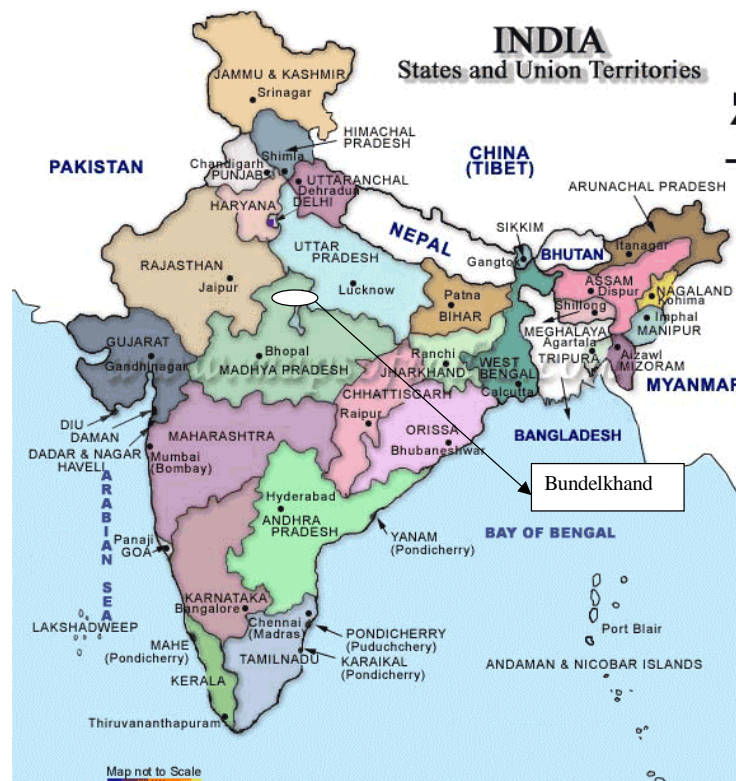 INDIA
States and Union Territories
JAMMU & KASHMIR
Srinagar
HIMACHAL
PRADESH
Shimla
Chandigarh
PUNJAB
PAKISTAN
CHINA
(TIBET)
UTTARANCHAL
Dehradun
DELHI
HARYANA
ARUNACHAL PRADESH
Itanagar
SIKKIM
Gangtok
NEPAL
BHUTAN
UTTAR
PRADESH
Lucknow
RAJASTHAN
Jaipur
ASSAM
Dispur
NAGALAND
Kohima
Shillong
MEGHALAYA
Imphal
MANIPUR
Agartala
TRIPURA
Aizawl
MIZORAM
MYANMAR
Patna
BIHAR
GUJARAT
Gandhinagar
Bhopal
MADHYA PRADESH
Ranchi
JHARKHAND
WEST
BENGAL
Calcutta
CHHATTISGARH
Raipur
ORISSA
Bhubaneshwar
BANGLADESH
DIU
DAMAN
DADAR & NAGAR
HAVELI
MAHARASHTRA
Mumbai
(Bombay)
Bundelkhand
ARABIAN SEA
Hyderabad
ANDHRA
PRADESH
YANAM
(Pondicherry)
BAY OF BENGAL
Panaji
GOA
KARNATAKA
Bangalore
Chennai
(Madras)
LAKSHADWEEP
MAHE
(Pondicherry)
PONDICHERRY
(Puduchery)
KARAIKAL
(Pondicherry)
TAMILNADU
KERALA
Thiruvananthapuram
Port Blair
ANDAMAN & NICOBAR ISLANDS
Map not to Scale